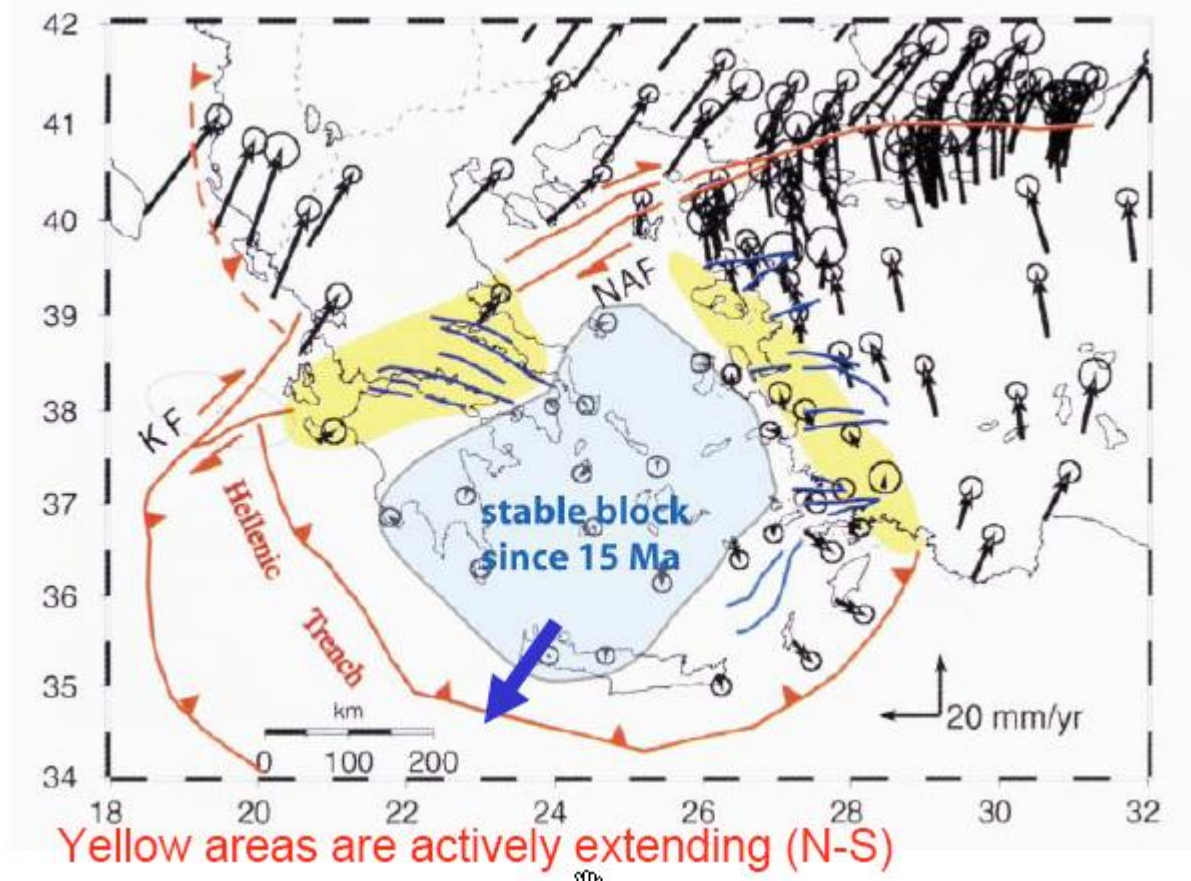 42
41
40
39
38
37
36
35
34
NAF
KF
Hellenic
Trench
stable block
since 15 Ma
km
0 100 200
20 mm/yr
18 20 22 24 26 28 30 32
Yellow areas are actively extending (N-S)